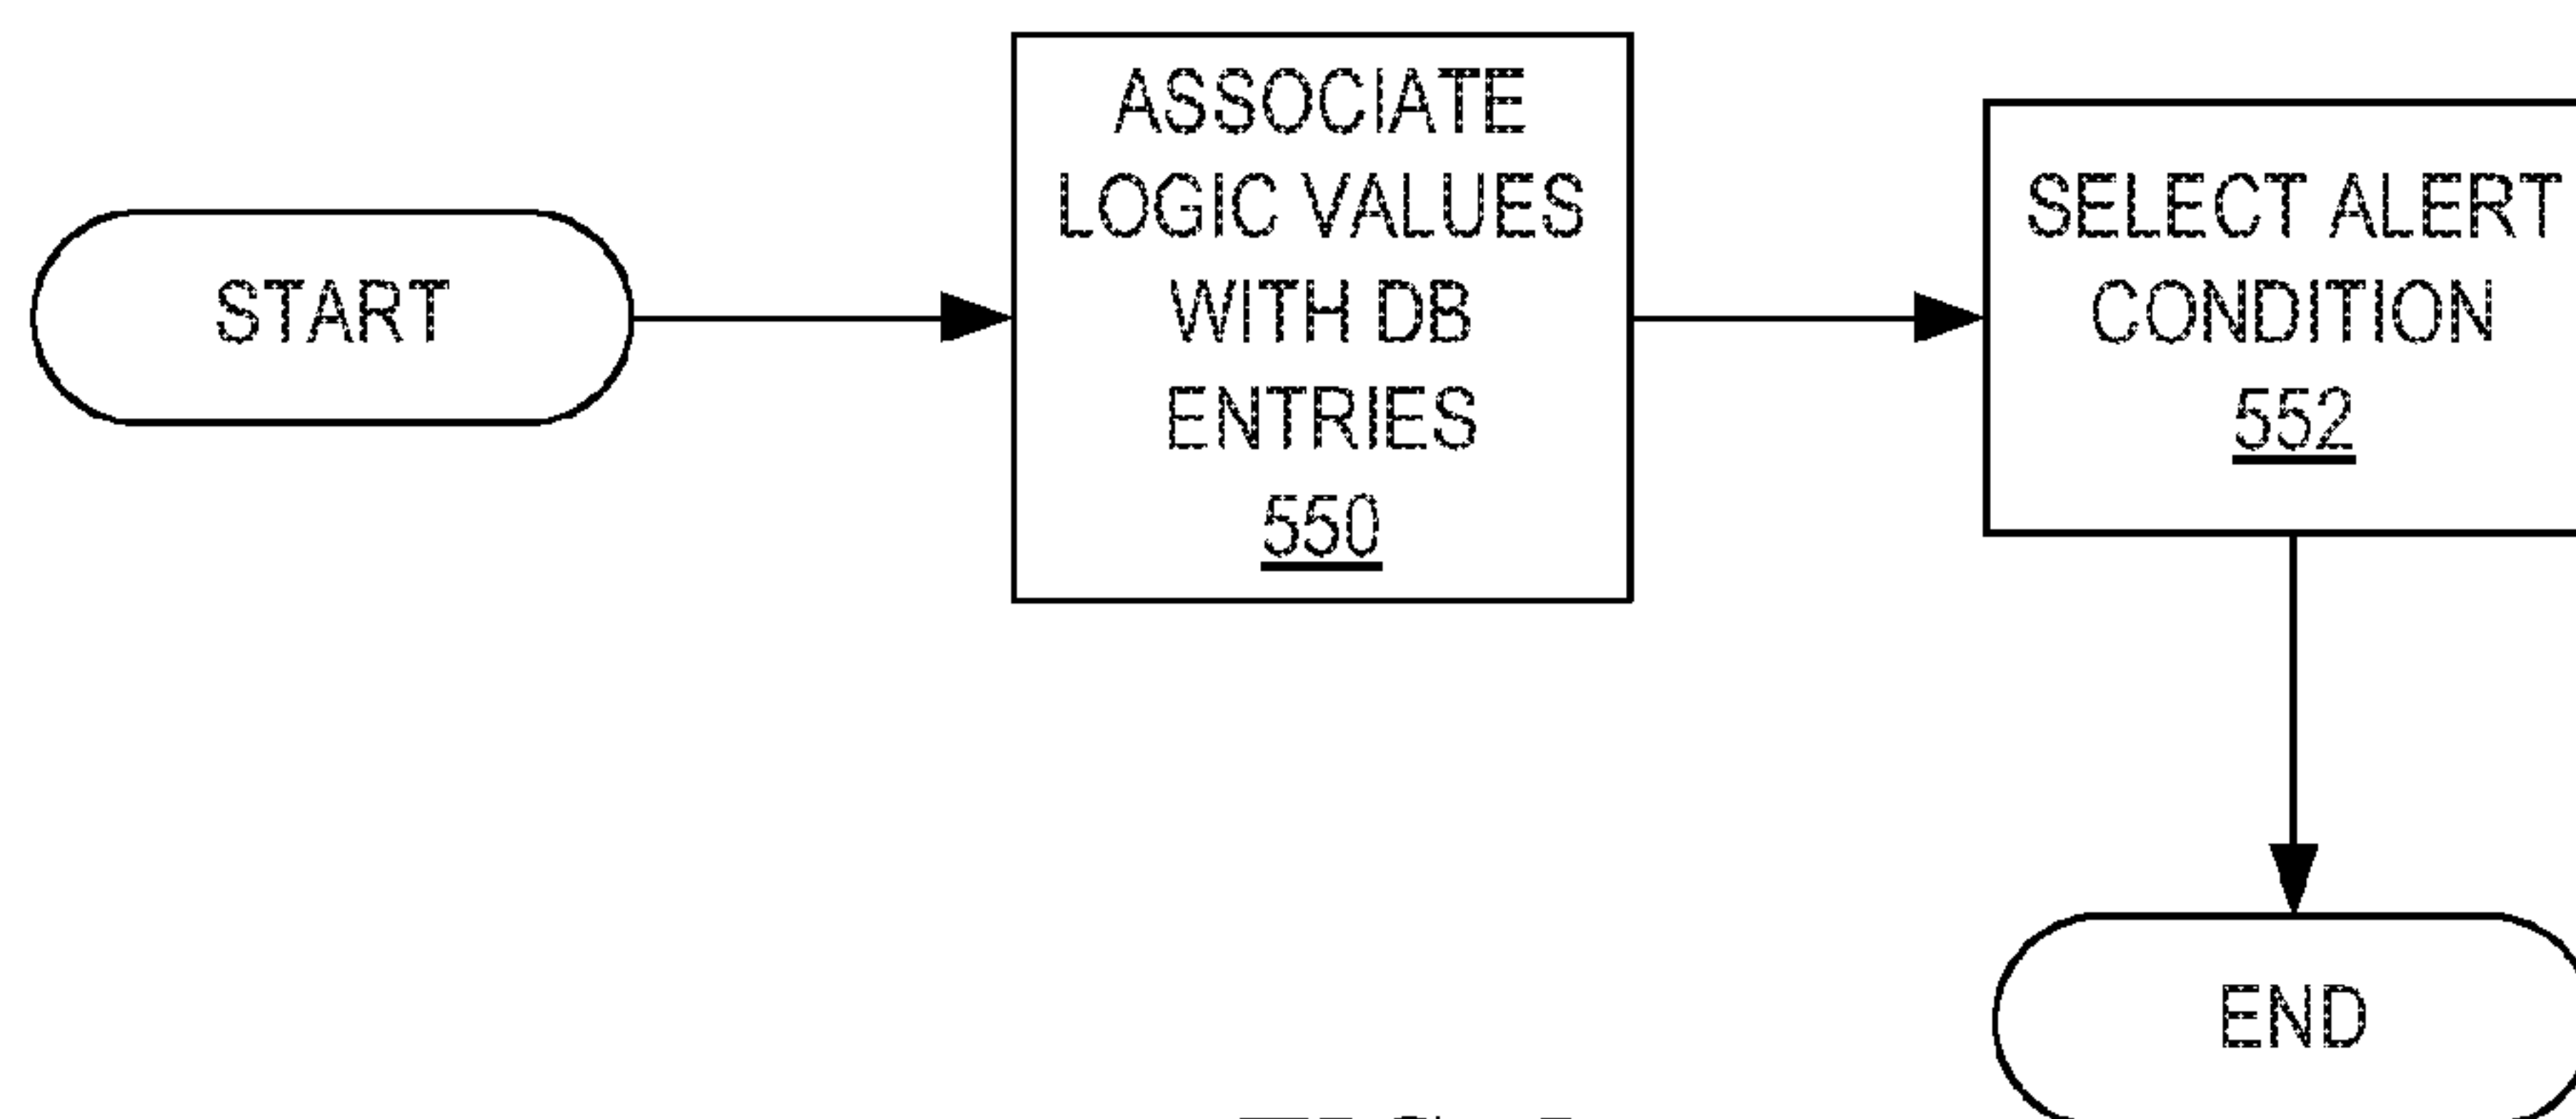 START
ASSOCIATE
LOGIC VALUES
WITH DB
ENTRIES
550
SELECT ALERT
CONDITION
552
END